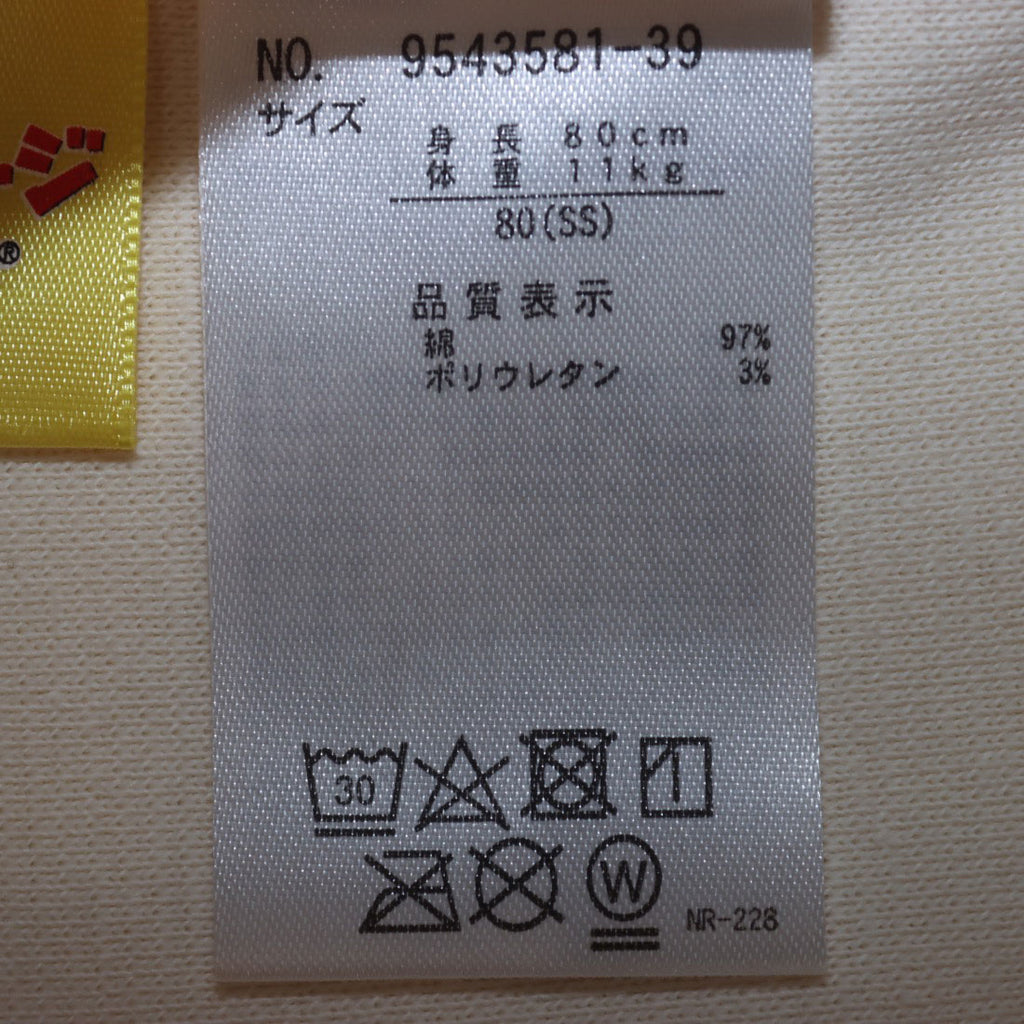 NO. 9543581-39
サイズ
身長 80cm
体重 11kg
80(SS)
品質表示
綿 97%
ポリウレタン 3%
30
W
NR-228
ジ
®